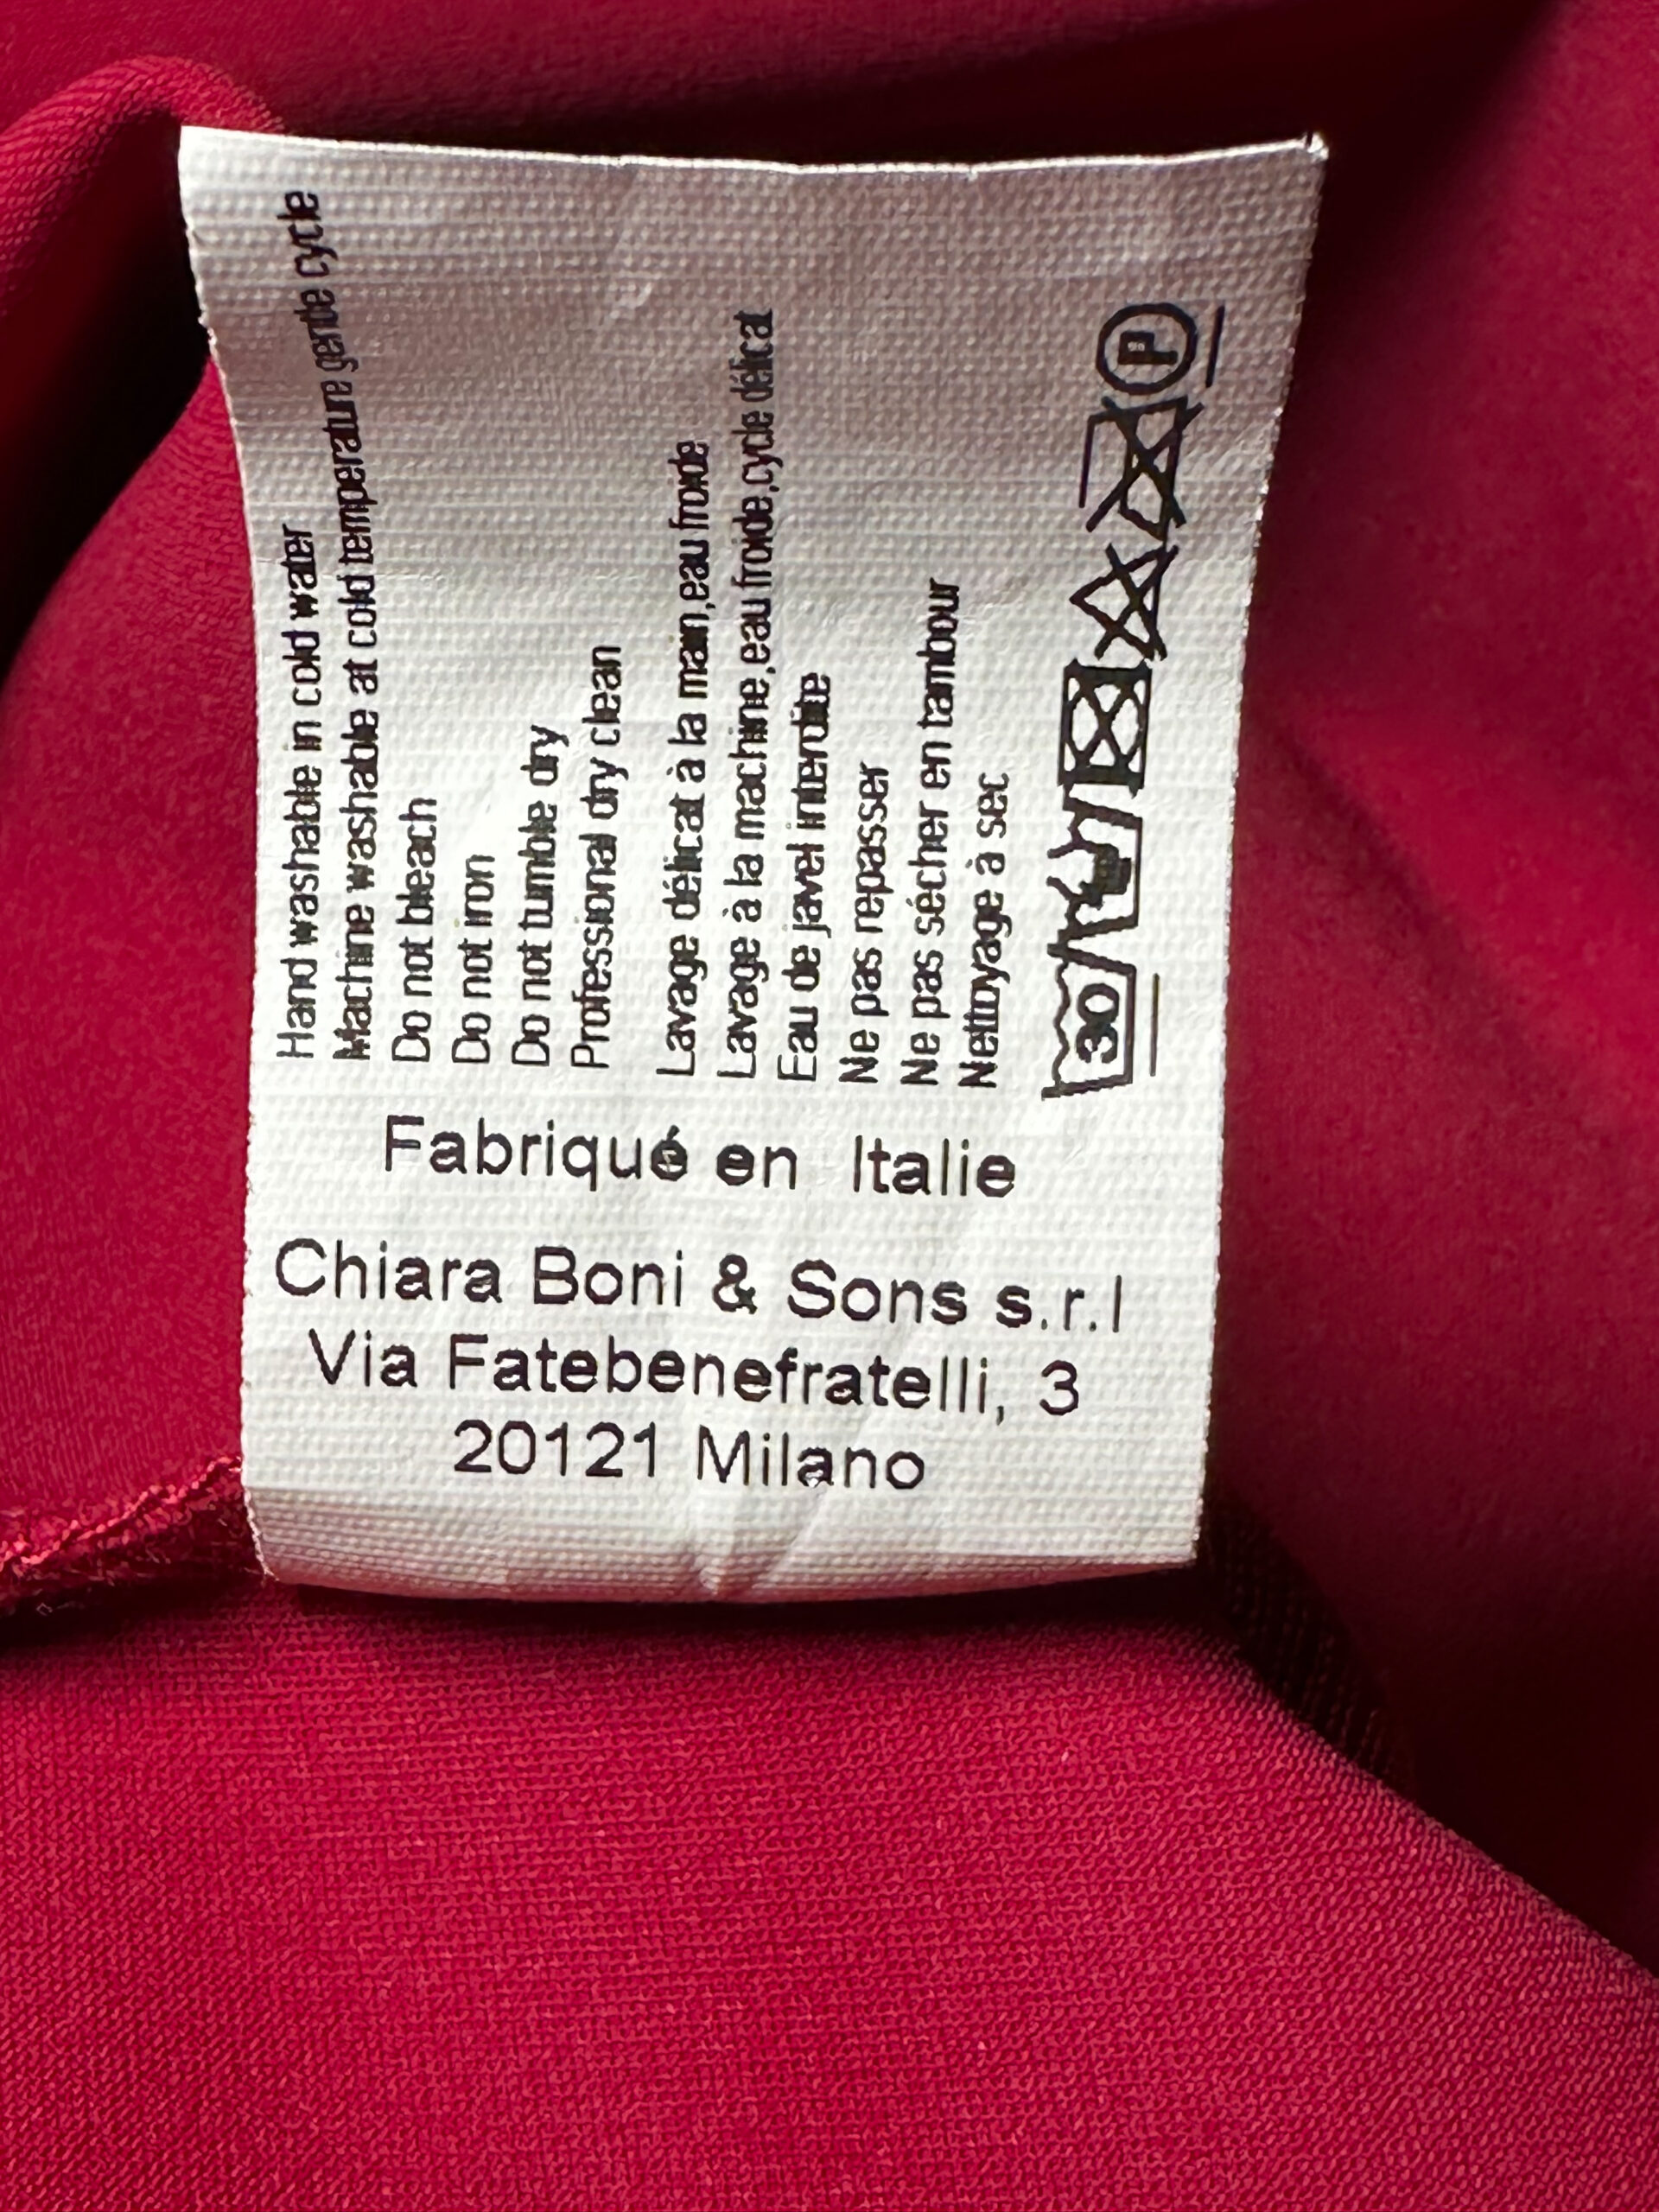 Hand washable in cold water
Machine washable at cold temperature gentle cycle
Do not bleach
Do not iron
Do not tumble dry
Professional dry clean
Lavage délicat à la main,eau froide
Lavage à la machine,eau froide,cycle délicat
Eau de javel interdite
Ne pas repasser
Ne pas sécher en tambour
Nettoyage à sec
30 P
Fabriqué en Italie
Chiara Boni & Sons s.r.l
Via Fatebenefratelli, 3
20121 Milano